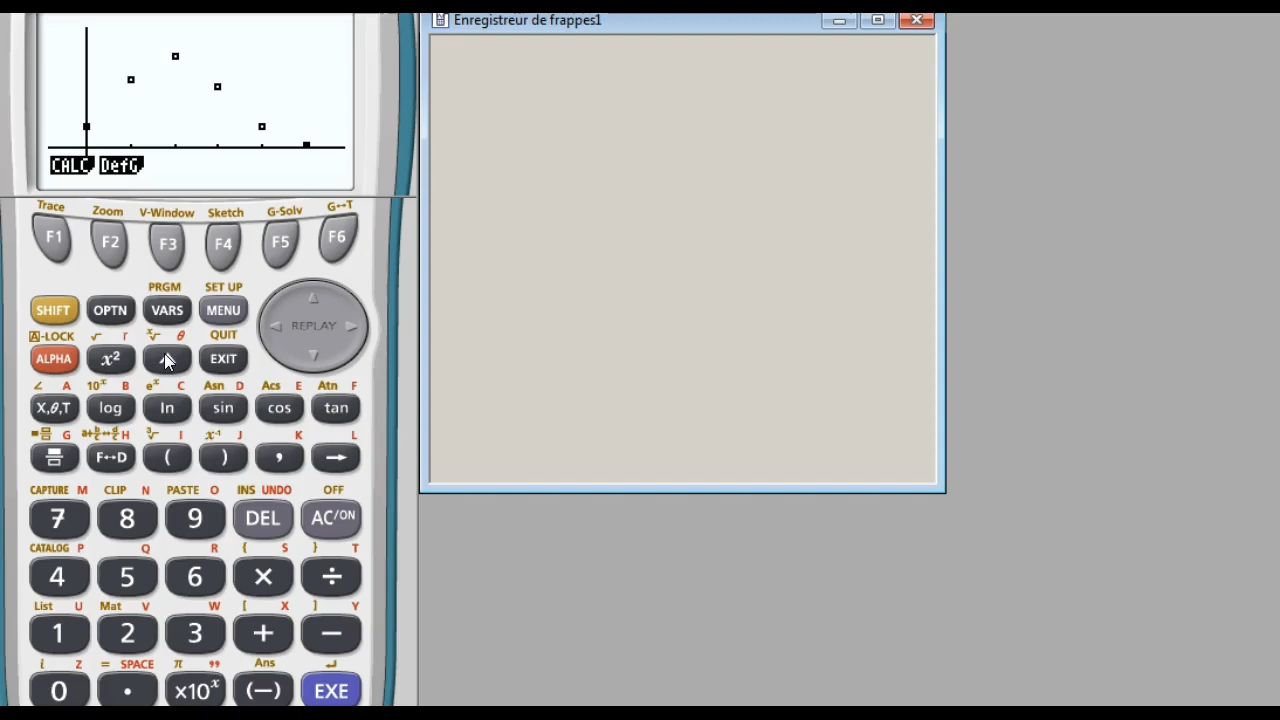 Enregistreur de frappes1
CALC DefG
Trace Zoom V-Window Sketch G-Solv G↔T
F1 F2 F3 F4 F5 F6
PRGM SET UP
SHIFT OPTN VARS MENU
REPLAY
A-LOCK √ r ˣ√ θ QUIT
ALPHA x² EXIT
∠ A 10ˣ B eˣ C Asn D Acs E Atn F
X,θ,T log ln sin cos tan
G H ³√ I x⁻¹ J K L
F↔D ( ) , →
CAPTURE M CLIP N PASTE O INS UNDO OFF
7 8 9 DEL AC/ON
CATALOG P Q R { S } T
4 5 6 × ÷
List U Mat V W [ X ] Y
1 2 3 + −
i Z = SPACE π " Ans ↵
0 . ×10ˣ (−) EXE